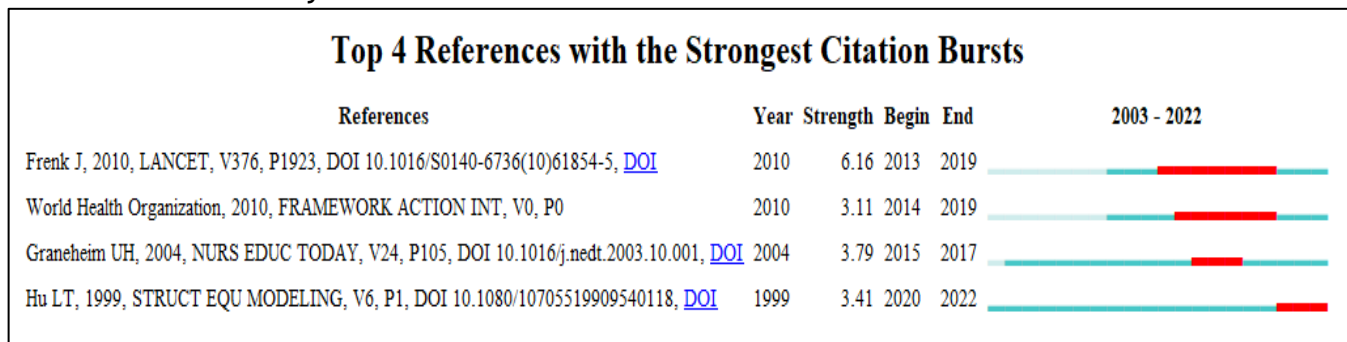 Top 4 References with the Strongest Citation Bursts
References Year Strength Begin End 2003 - 2022
Frenk J, 2010, LANCET, V376, P1923, DOI 10.1016/S0140-6736(10)61854-5, DOI 2010 6.16 2013 2019
World Health Organization, 2010, FRAMEWORK ACTION INT, V0, P0 2010 3.11 2014 2019
Graneheim UH, 2004, NURS EDUC TODAY, V24, P105, DOI 10.1016/j.nedt.2003.10.001, DOI 2004 3.79 2015 2017
Hu LT, 1999, STRUCT EQU MODELING, V6, P1, DOI 10.1080/10705519909540118, DOI 1999 3.41 2020 2022